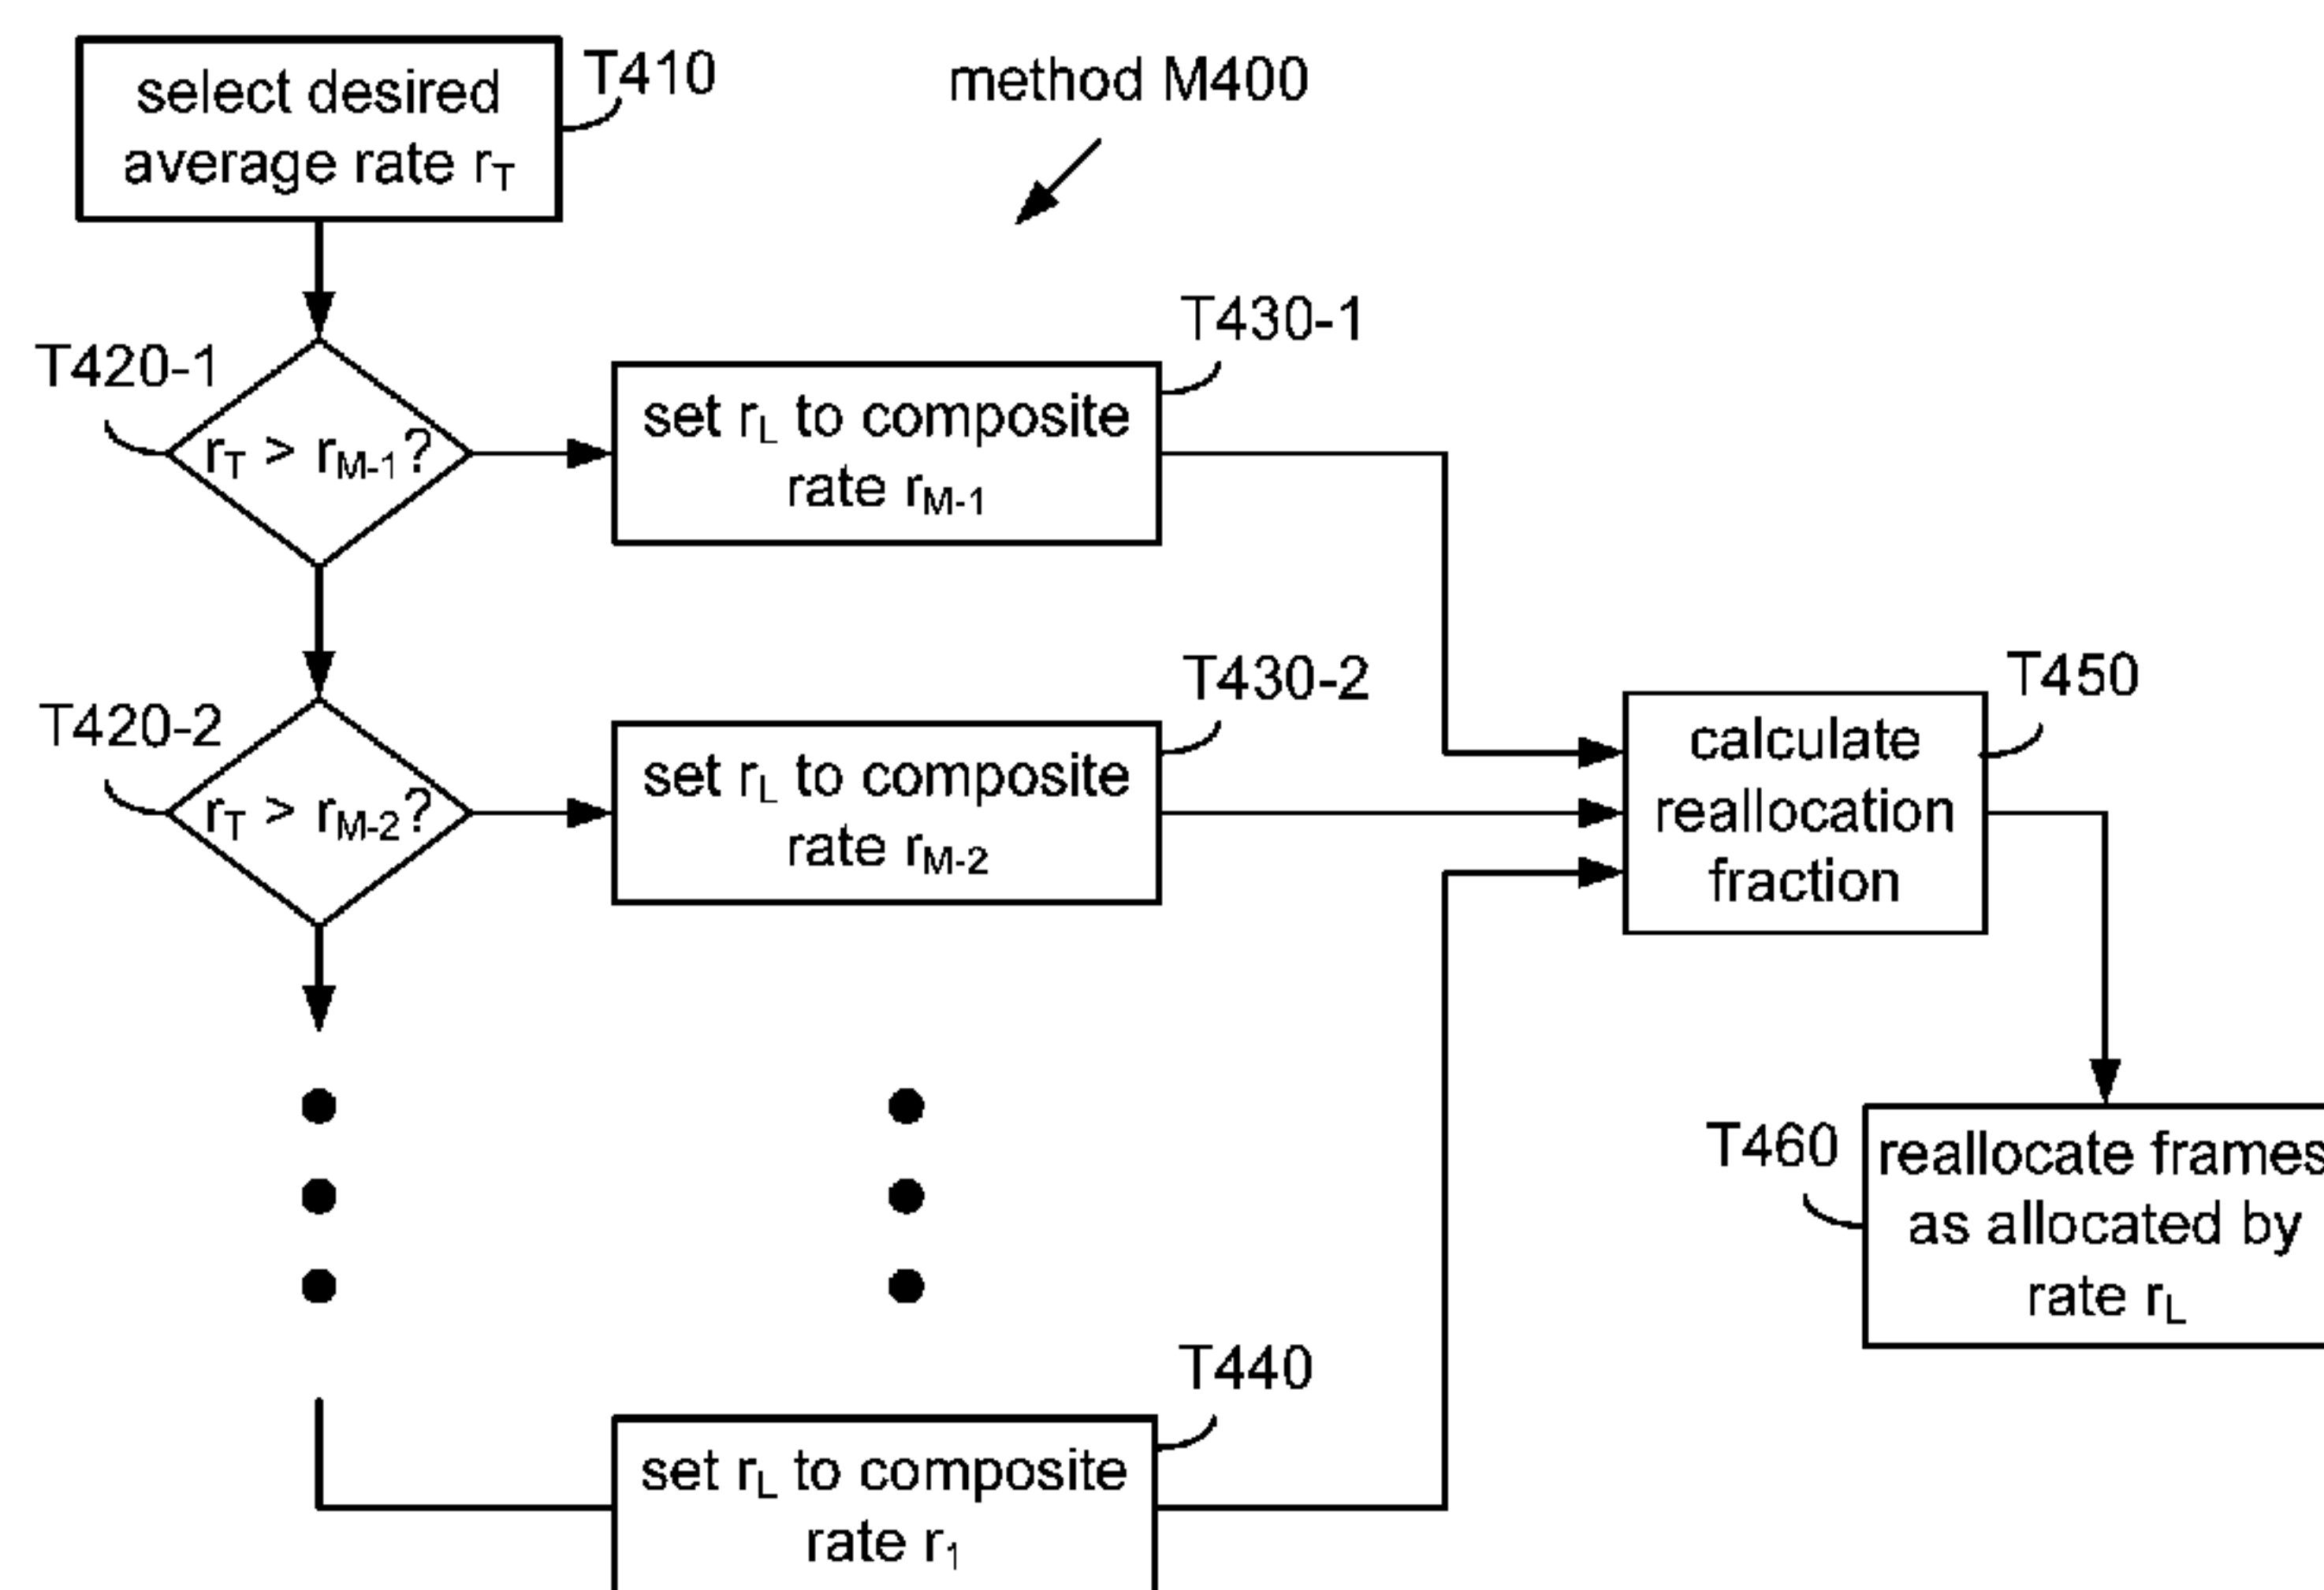 select desired
average rate rT
T410
method M400
T420-1
rT > rM-1?
T430-1
set rL to composite
rate rM-1
T420-2
rT > rM-2?
T430-2
set rL to composite
rate rM-2
T450
calculate
reallocation
fraction
T460
reallocate frames
as allocated by
rate rL
T440
set rL to composite
rate r1